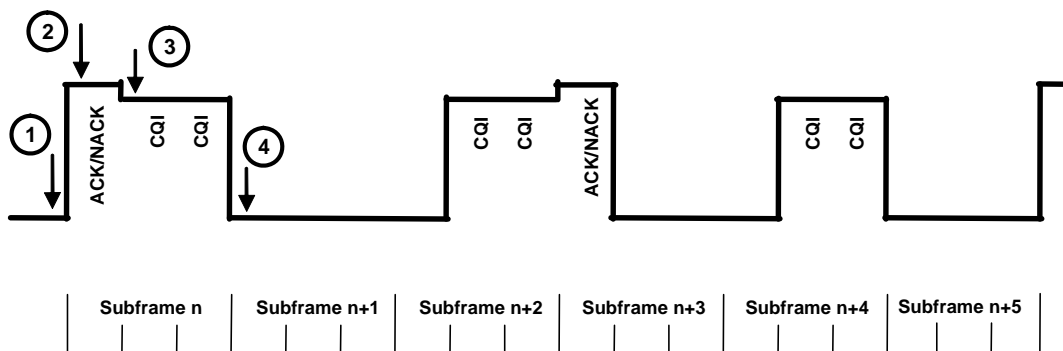 2
3
1
4
ACK/NACK
CQI
CQI
CQI
CQI
ACK/NACK
CQI
CQI
Subframe n
Subframe n+1
Subframe n+2
Subframe n+3
Subframe n+4
Subframe n+5